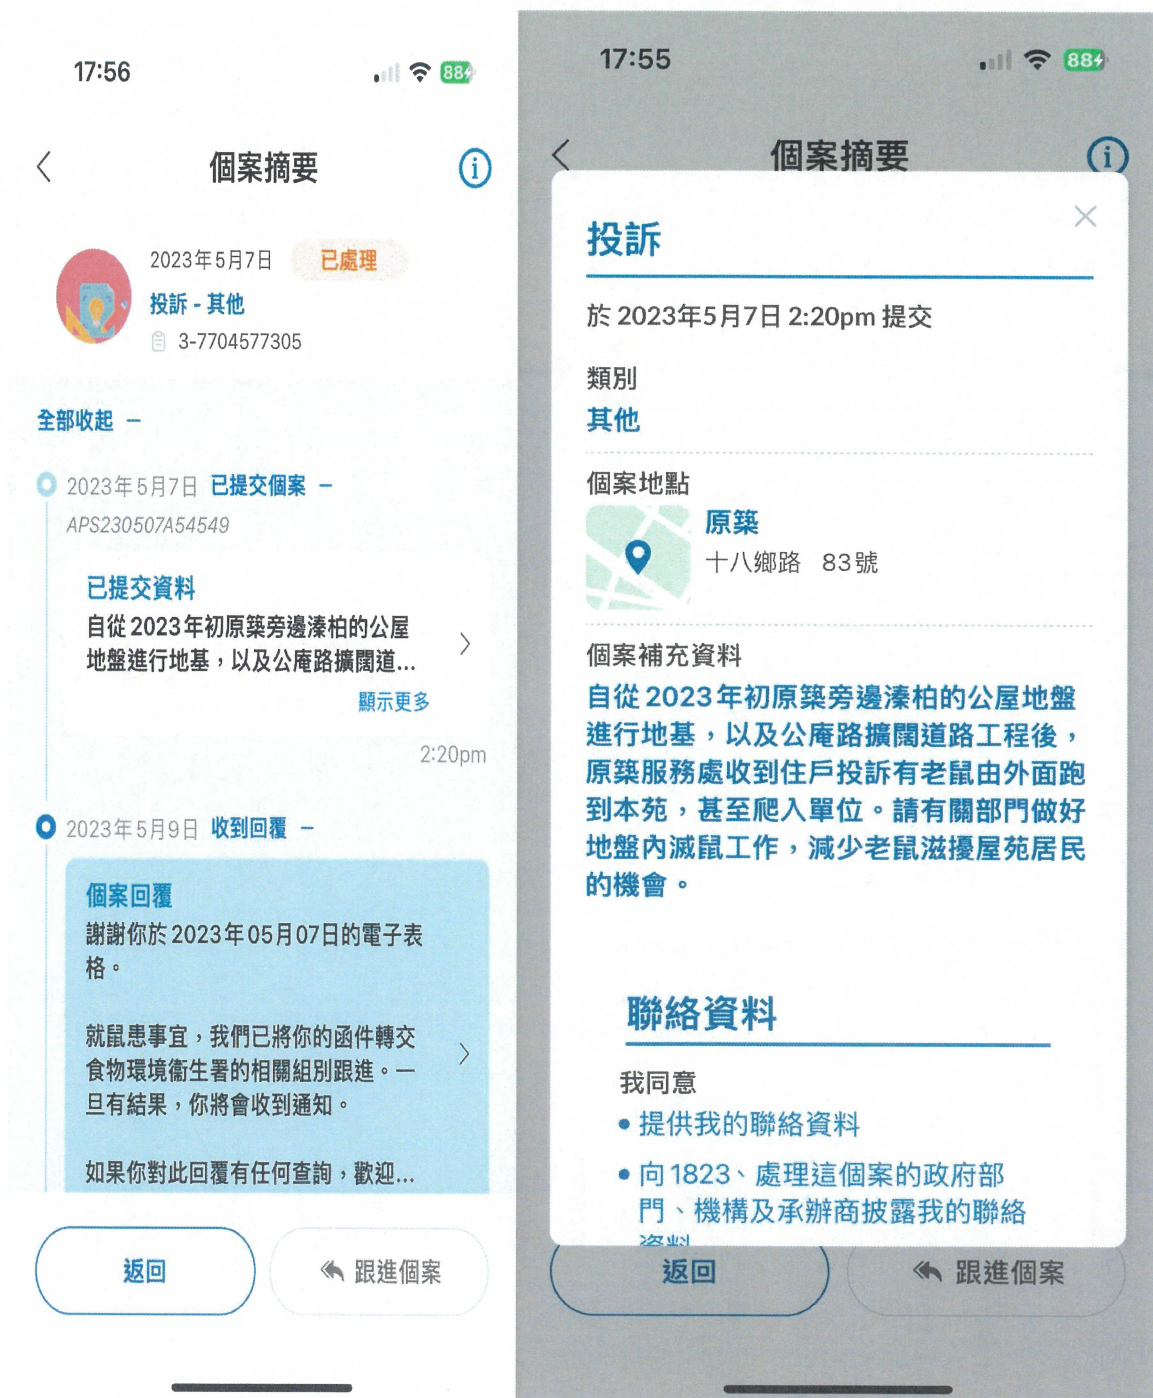 17:56
88
個案摘要
2023年5月7日 已處理
投訴 - 其他
3-7704577305
全部收起 −
2023年5月7日 已提交個案 −
APS230507A54549
已提交資料
自從2023年初原築旁邊溱柏的公屋
地盤進行地基，以及公庵路擴闊道...
顯示更多
2:20pm
2023年5月9日 收到回覆 −
個案回覆
謝謝你於2023年05月07日的電子表
格。
就鼠患事宜，我們已將你的函件轉交
食物環境衞生署的相關組別跟進。一
旦有結果，你將會收到通知。
如果你對此回覆有任何查詢，歡迎...
返回
跟進個案
17:55
88
個案摘要
投訴
於 2023年5月7日 2:20pm 提交
類別
其他
個案地點
原築
十八鄉路 83號
個案補充資料
自從2023年初原築旁邊溱柏的公屋地盤
進行地基，以及公庵路擴闊道路工程後，
原築服務處收到住戶投訴有老鼠由外面跑
到本苑，甚至爬入單位。請有關部門做好
地盤內滅鼠工作，減少老鼠滋擾屋苑居民
的機會。
聯絡資料
我同意
• 提供我的聯絡資料
• 向1823、處理這個案的政府部
門、機構及承辦商披露我的聯絡
資料
返回
跟進個案